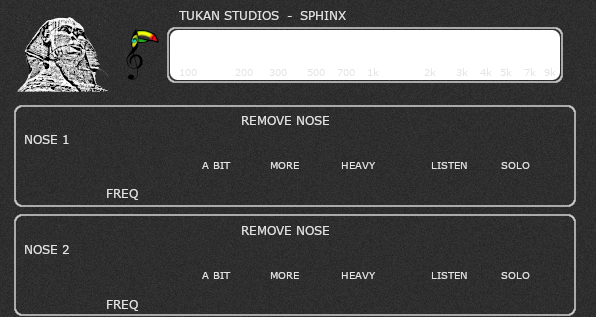 TUKAN STUDIOS - SPHINX
100 200 300 500 700 1k 2k 3k 4k 5k 7k 9k
REMOVE NOSE
NOSE 1
A BIT MORE HEAVY LISTEN SOLO
FREQ
REMOVE NOSE
NOSE 2
A BIT MORE HEAVY LISTEN SOLO
FREQ